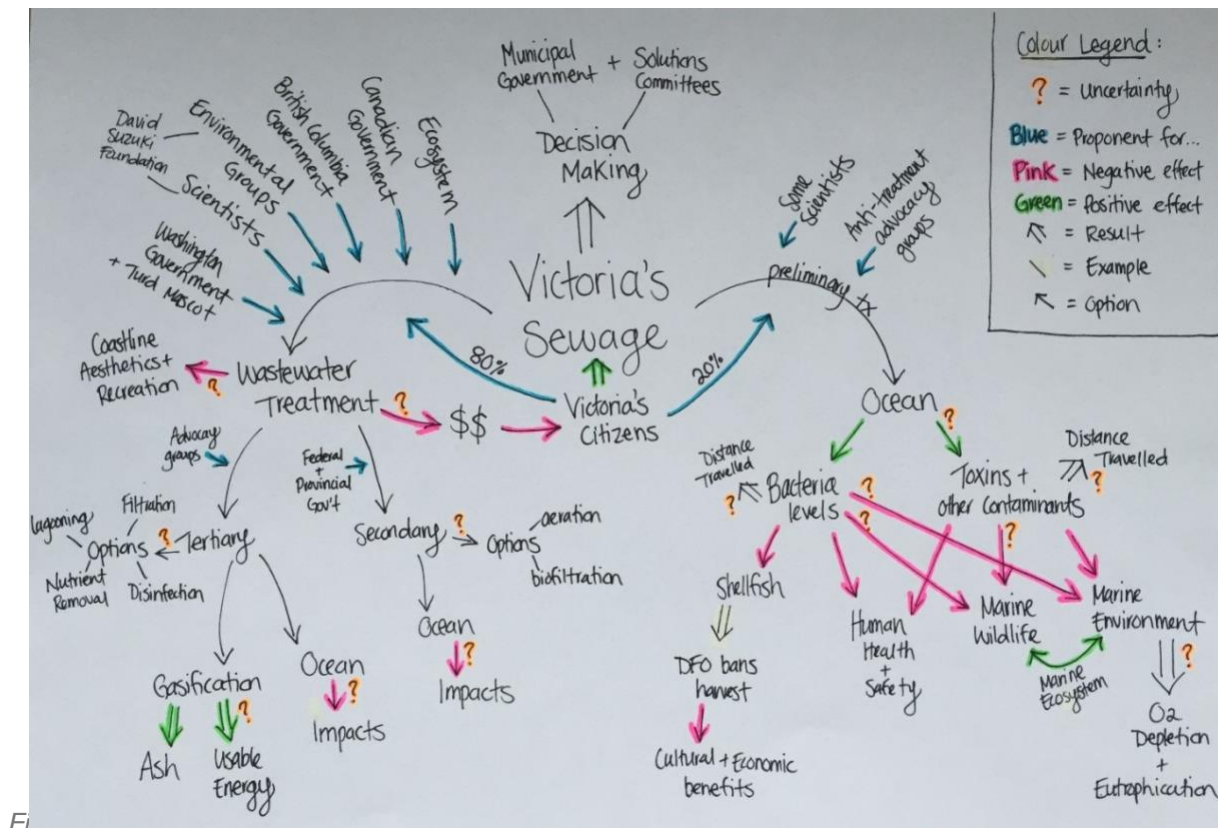 Municipal
Government + Solutions
Committees
Decision
Making
Ecosystem
Canadian
Government
British Columbia
Government
Environmental
Groups
David
Suzuki
Foundation
Scientists
Washington
Government
+ Turd Mascot
Some
Scientists
Anti-treatment
advocacy
groups
preliminary tx
Colour Legend:
? = Uncertainty
Blue = Proponent for...
Pink = Negative effect
Green = Positive effect
= Result
= Example
= Option
Victoria's
Sewage
80%
20%
Victoria's
Citizens
Coastline
Aesthetics +
Recreation
?
Wastewater
Treatment
?
$$
Advocacy
groups
Federal
+
Provincial
Gov't
Lagooning
Filtration
Options
?
Tertiary
Nutrient
Removal
Disinfection
Secondary
?
Options
aeration
biofiltration
Gasification
Ash
?
Usable
Energy
Ocean
?
Impacts
Ocean
?
Impacts
Ocean
?
Distance
Travelled
?
Bacteria
levels
?
?
Toxins +
other Contaminants
?
Distance
Travelled
?
Shellfish
DFO bans
harvest
Cultural + Economic
benefits
Human
Health
+
Safety
Marine
Wildlife
Marine
Environment
Marine
Ecosystem
?
O2
Depletion
+
Eutrophication